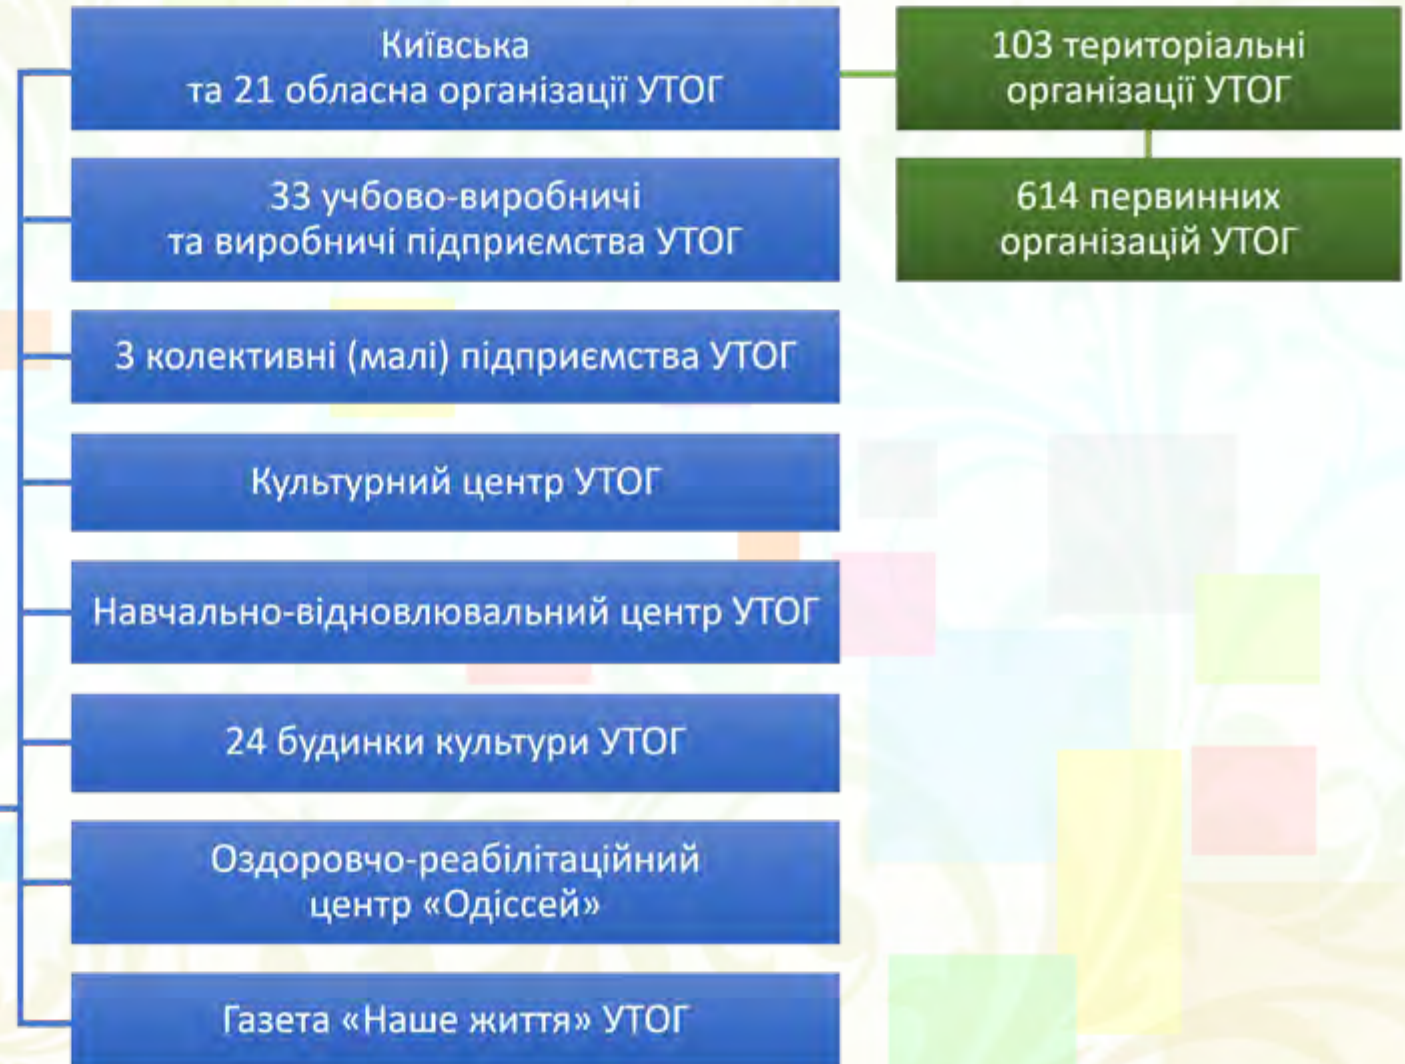 Київська
та 21 обласна організації УТОГ
103 територіальні
організації УТОГ
33 учбово-виробничі
та виробничі підприємства УТОГ
614 первинних
організацій УТОГ
3 колективні (малі) підприємства УТОГ
Культурний центр УТОГ
Навчально-відновлювальний центр УТОГ
24 будинки культури УТОГ
Оздоровчо-реабілітаційний
центр «Одіссей»
Газета «Наше життя» УТОГ